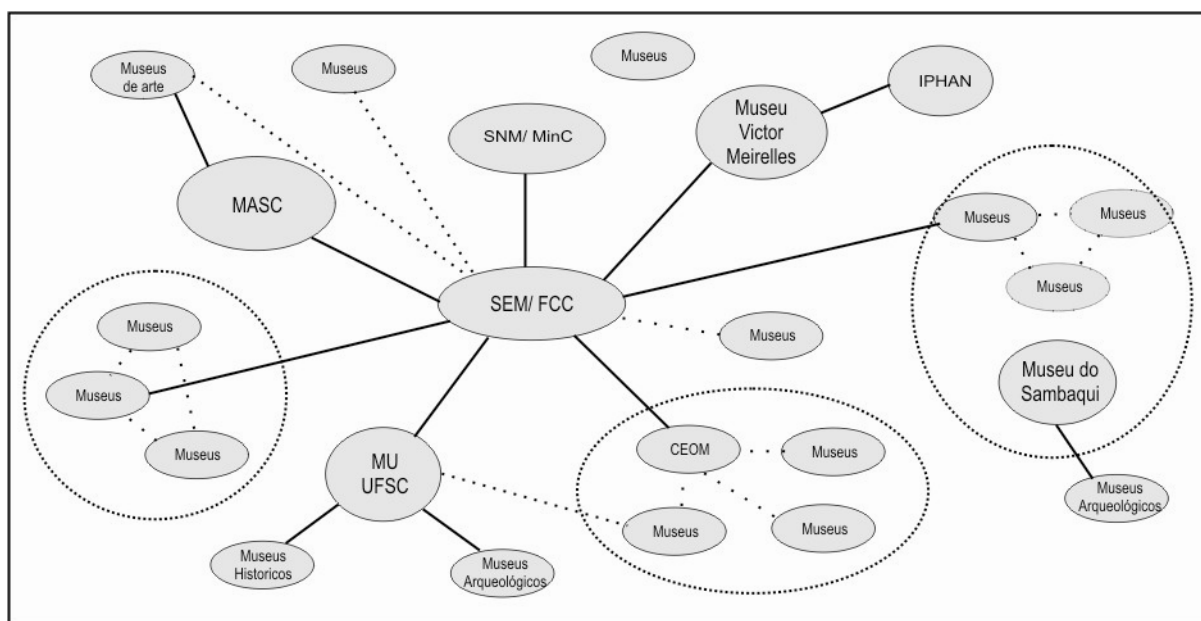 Museus
de arte
Museus
Museus
IPHAN
Museu
Victor
Meirelles
SNM/ MinC
MASC
Museus
Museus
Museus
SEM/ FCC
Museus
Museus
Museus
Museus
Museu do
Sambaqui
MU
UFSC
CEOM
Museus
Museus
Museus
Museus
Arqueológicos
Museus
Historicos
Museus
Arqueológicos